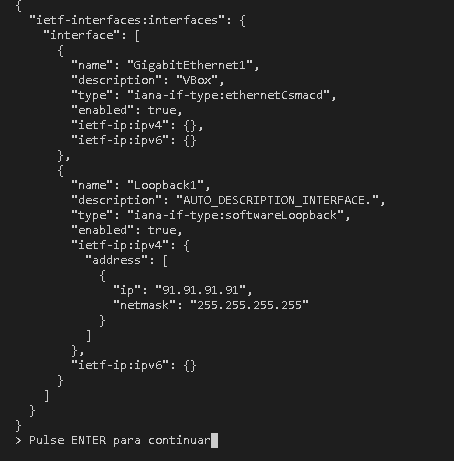 {
"ietf-interfaces:interfaces": {
"interface": [
{
"name": "GigabitEthernet1",
"description": "VBox",
"type": "iana-if-type:ethernetCsmacd",
"enabled": true,
"ietf-ip:ipv4": {},
"ietf-ip:ipv6": {}
},
{
"name": "Loopback1",
"description": "AUTO_DESCRIPTION_INTERFACE.",
"type": "iana-if-type:softwareLoopback",
"enabled": true,
"ietf-ip:ipv4": {
"address": [
{
"ip": "91.91.91.91",
"netmask": "255.255.255.255"
}
]
},
"ietf-ip:ipv6": {}
}
]
}
}
> Pulse ENTER para continuar